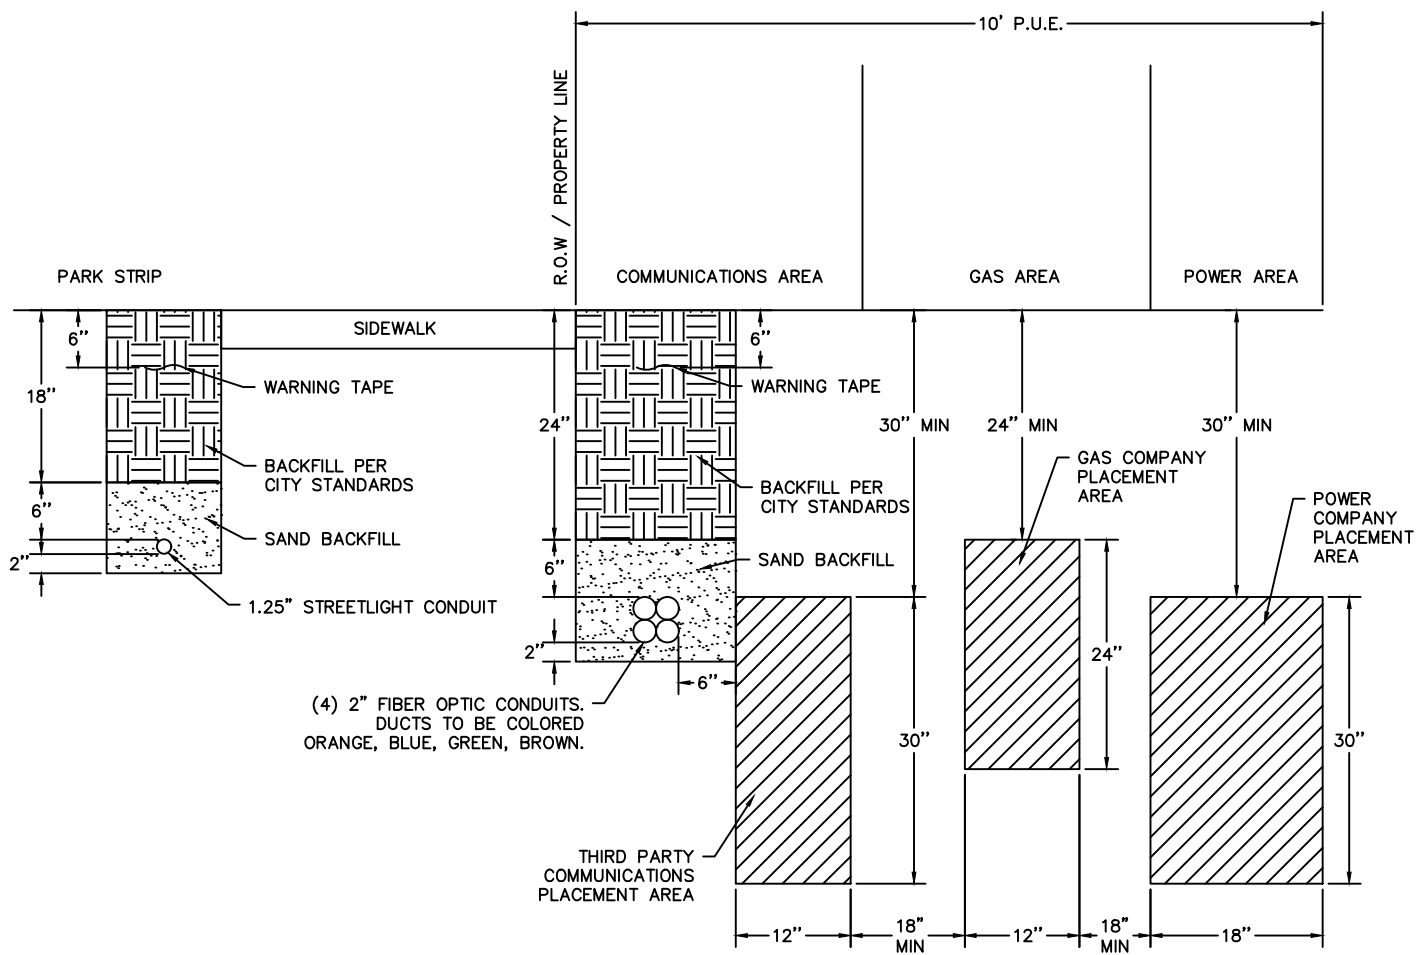 10' P.U.E.
R.O.W / PROPERTY LINE
PARK STRIP
COMMUNICATIONS AREA
GAS AREA
POWER AREA
SIDEWALK
6"
6"
WARNING TAPE
WARNING TAPE
18"
24"
30" MIN
24" MIN
30" MIN
BACKFILL PER
CITY STANDARDS
GAS COMPANY
PLACEMENT
AREA
BACKFILL PER
CITY STANDARDS
POWER
COMPANY
PLACEMENT
AREA
6"
SAND BACKFILL
2"
6"
SAND BACKFILL
1.25" STREETLIGHT CONDUIT
2"
6"
24"
(4) 2" FIBER OPTIC CONDUITS.
DUCTS TO BE COLORED
ORANGE, BLUE, GREEN, BROWN.
30"
30"
THIRD PARTY
COMMUNICATIONS
PLACEMENT AREA
12"
18"
MIN
12"
18"
MIN
18"